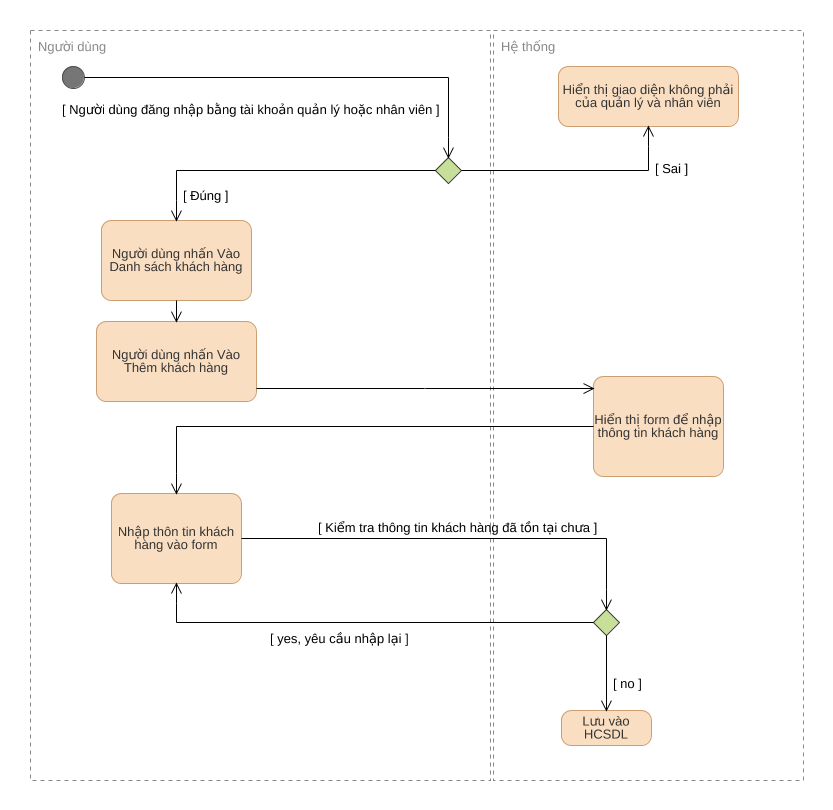 Người dùng
Hệ thống
Hiển thị giao diện không phải
của quản lý và nhân viên
[ Người dùng đăng nhập bằng tài khoản quản lý hoặc nhân viên ]
[ Sai ]
[ Đúng ]
Người dùng nhấn Vào
Danh sách khách hàng
Người dùng nhấn Vào
Thêm khách hàng
Hiển thị form để nhập
thông tin khách hàng
Nhập thôn tin khách
hàng vào form
[ Kiểm tra thông tin khách hàng đã tồn tại chưa ]
[ yes, yêu cầu nhập lại ]
[ no ]
Lưu vào
HCSDL